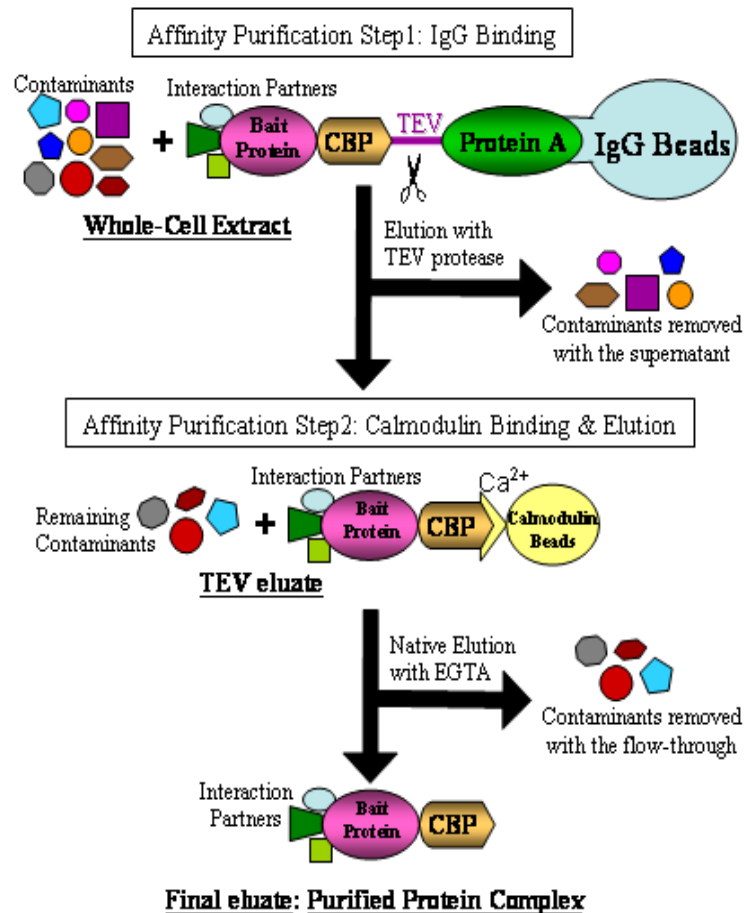 Affinity Purification Step1: IgG Binding
Contaminants
Interaction Partners
Bait
Protein
CBP
TEV
Protein A
IgG Beads
Whole-Cell Extract
Elution with
TEV protease
Contaminants removed
with the supernatant
Affinity Purification Step2: Calmodulin Binding & Elution
Remaining
Contaminants
Interaction Partners
Bait
Protein
CBP
Ca²⁺
Calmodulin
Beads
TEV eluate
Native Elution
with EGTA
Contaminants removed
with the flow-through
Interaction
Partners
Bait
Protein
CBP
Final eluate: Purified Protein Complex